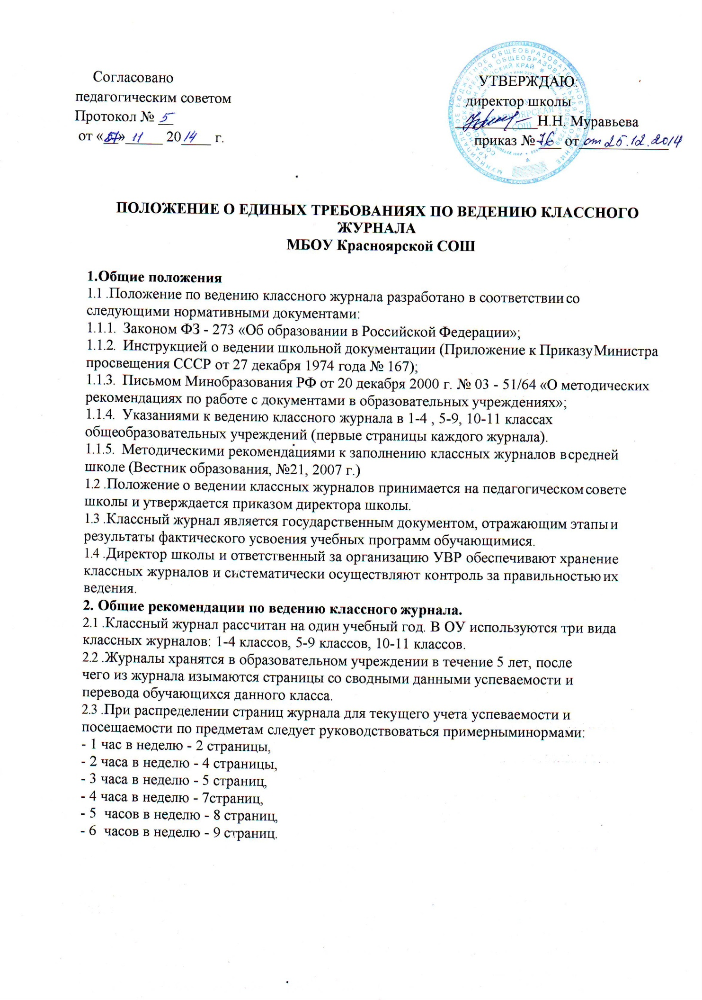 Согласовано
педагогическим советом
Протокол № 5
от «» 11 2014 г.
УТВЕРЖДАЮ:
директор школы
Н.Н. Муравьева
приказ № 76 от от 25.12.2014
КРАСНОЯРСКАЯ
СОШ
ПОЛОЖЕНИЕ О ЕДИНЫХ ТРЕБОВАНИЯХ ПО ВЕДЕНИЮ КЛАССНОГО
ЖУРНАЛА
МБОУ Красноярской СОШ
1.Общие положения
1.1 .Положение по ведению классного журнала разработано в соответствии со
следующими нормативными документами:
1.1.1. Законом ФЗ - 273 «Об образовании в Российской Федерации»;
1.1.2. Инструкцией о ведении школьной документации (Приложение к Приказу Министра
просвещения СССР от 27 декабря 1974 года № 167);
1.1.3. Письмом Минобразования РФ от 20 декабря 2000 г. № 03 - 51/64 «О методических
рекомендациях по работе с документами в образовательных учреждениях»;
1.1.4. Указаниями к ведению классного журнала в 1-4 , 5-9, 10-11 классах
общеобразовательных учреждений (первые страницы каждого журнала).
1.1.5. Методическими рекомендациями к заполнению классных журналов в средней
школе (Вестник образования, №21, 2007 г.)
1.2 .Положение о ведении классных журналов принимается на педагогическом совете
школы и утверждается приказом директора школы.
1.3 .Классный журнал является государственным документом, отражающим этапы и
результаты фактического усвоения учебных программ обучающимися.
1.4 .Директор школы и ответственный за организацию УВР обеспечивают хранение
классных журналов и систематически осуществляют контроль за правильностью их
ведения.
2. Общие рекомендации по ведению классного журнала.
2.1 .Классный журнал рассчитан на один учебный год. В ОУ используются три вида
классных журналов: 1-4 классов, 5-9 классов, 10-11 классов.
2.2 .Журналы хранятся в образовательном учреждении в течение 5 лет, после
чего из журнала изымаются страницы со сводными данными успеваемости и
перевода обучающихся данного класса.
2.3 .При распределении страниц журнала для текущего учета успеваемости и
посещаемости по предметам следует руководствоваться примерныминормами:
- 1 час в неделю - 2 страницы,
- 2 часа в неделю - 4 страницы,
- 3 часа в неделю - 5 страниц,
- 4 часа в неделю - 7страниц,
- 5 часов в неделю - 8 страниц,
- 6 часов в неделю - 9 страниц.